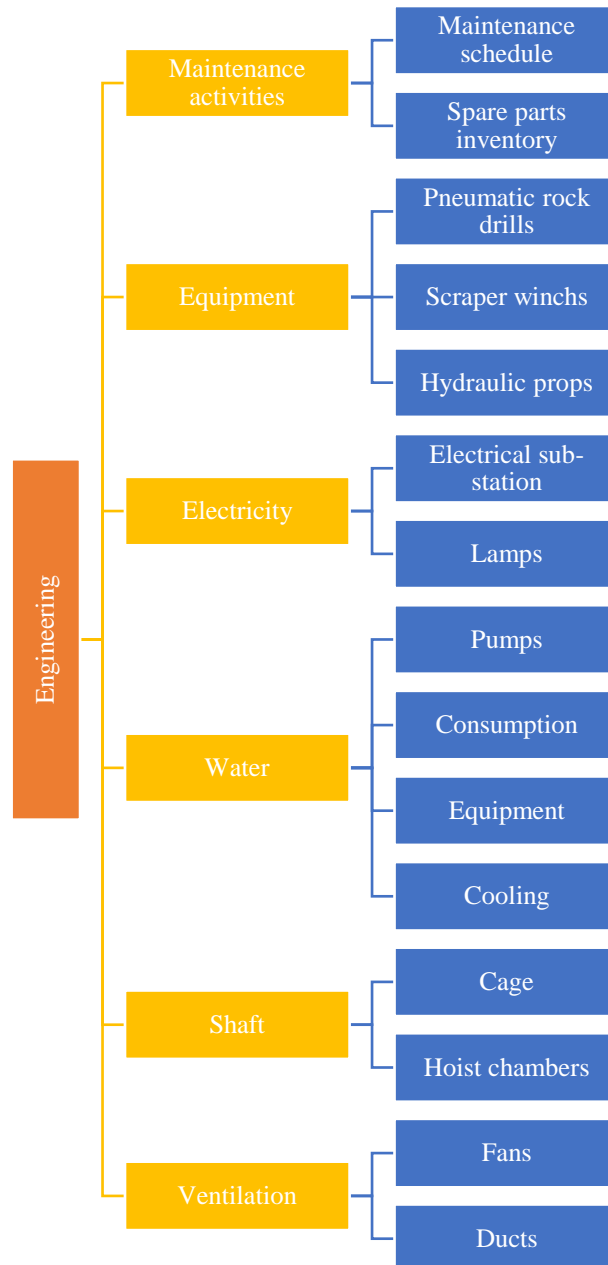 Engineering
Maintenance
activities
Maintenance
schedule
Spare parts
inventory
Equipment
Pneumatic rock
drills
Scraper winchs
Hydraulic props
Electricity
Electrical sub-
station
Lamps
Water
Pumps
Consumption
Equipment
Cooling
Shaft
Cage
Hoist chambers
Ventilation
Fans
Ducts